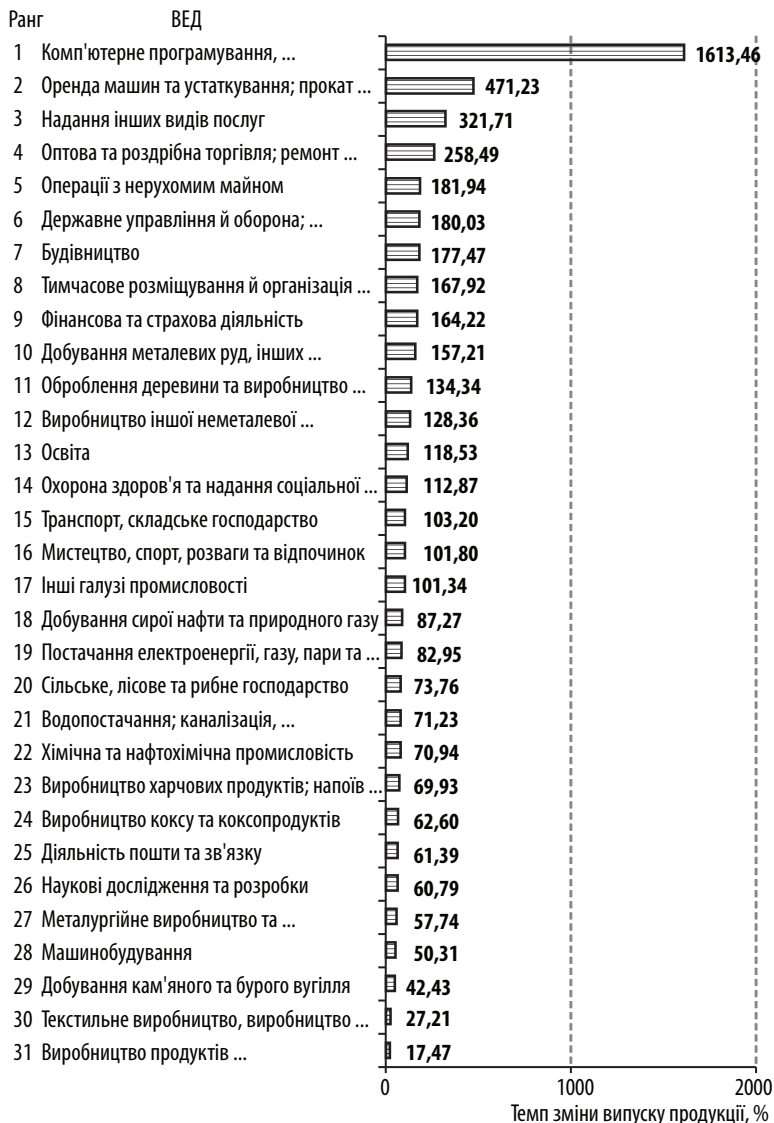 Ранг ВЕД
1 Комп'ютерне програмування, ... 1613,46
2 Оренда машин та устаткування; прокат ... 471,23
3 Надання інших видів послуг 321,71
4 Оптова та роздрібна торгівля; ремонт ... 258,49
5 Операції з нерухомим майном 181,94
6 Державне управління й оборона; ... 180,03
7 Будівництво 177,47
8 Тимчасове розміщування й організація ... 167,92
9 Фінансова та страхова діяльність 164,22
10 Добування металевих руд, інших ... 157,21
11 Оброблення деревини та виробництво ... 134,34
12 Виробництво іншої неметалевої ... 128,36
13 Освіта 118,53
14 Охорона здоров'я та надання соціальної ... 112,87
15 Транспорт, складське господарство 103,20
16 Мистецтво, спорт, розваги та відпочинок 101,80
17 Інші галузі промисловості 101,34
18 Добування сирої нафти та природного газу 87,27
19 Постачання електроенергії, газу, пари та ... 82,95
20 Сільське, лісове та рибне господарство 73,76
21 Водопостачання; каналізація, ... 71,23
22 Хімічна та нафтохімічна промисловість 70,94
23 Виробництво харчових продуктів; напоїв ... 69,93
24 Виробництво коксу та коксопродуктів 62,60
25 Діяльність пошти та зв'язку 61,39
26 Наукові дослідження та розробки 60,79
27 Металургійне виробництво та ... 57,74
28 Машинобудування 50,31
29 Добування кам'яного та бурого вугілля 42,43
30 Текстильне виробництво, виробництво ... 27,21
31 Виробництво продуктів ... 17,47
0 1000 2000
Темп зміни випуску продукції, %